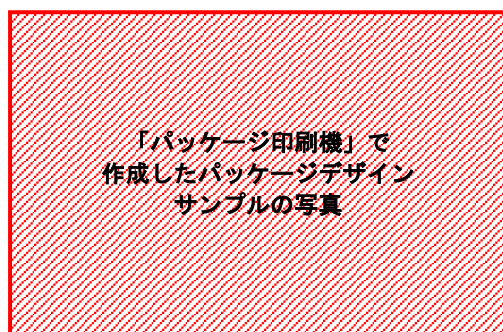 「パッケージ印刷機」で
作成したパッケージデザイン
サンプルの写真